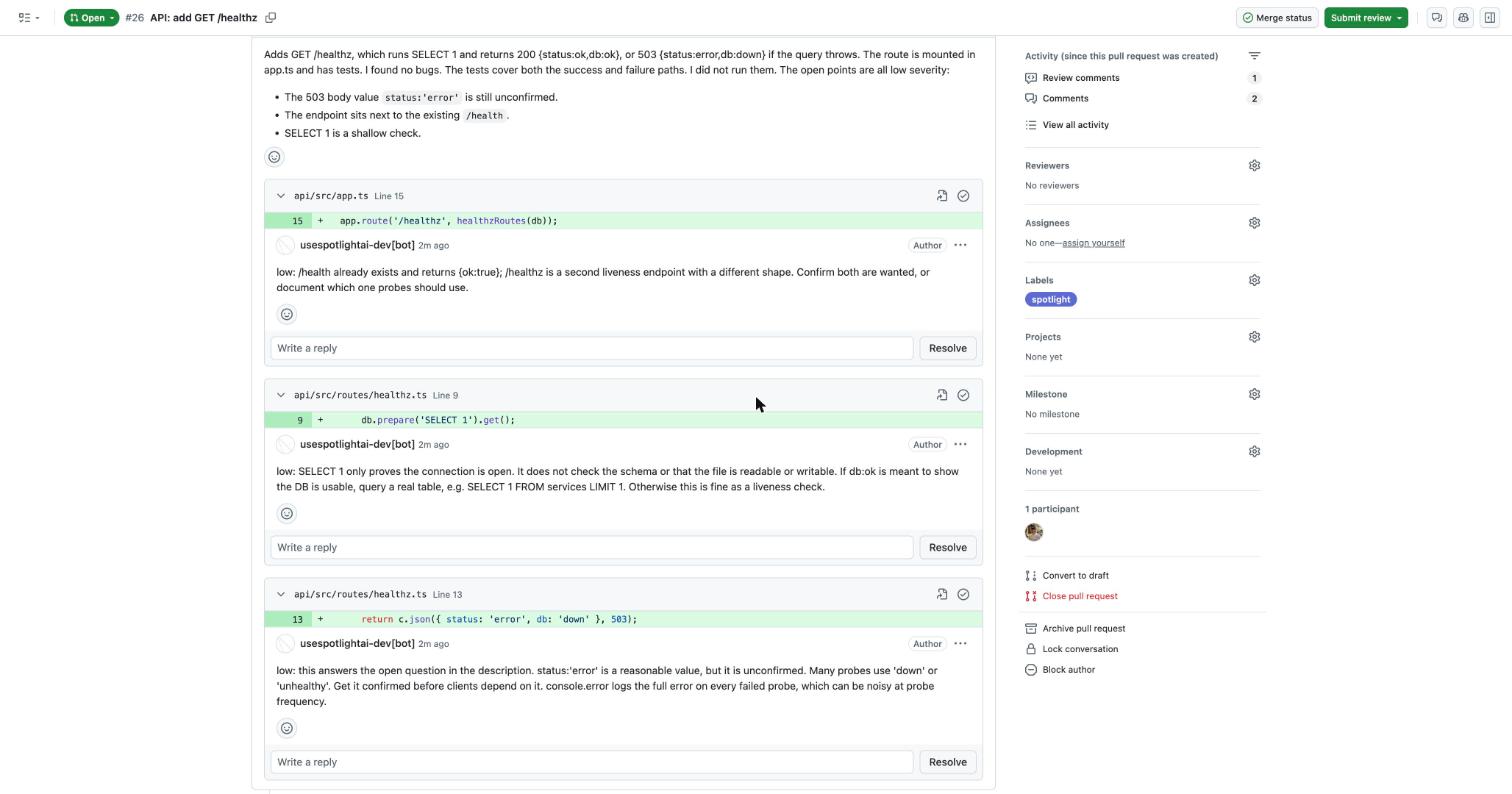 Open
#26 API: add GET /healthz
Merge status
Submit review
Adds GET /healthz, which runs SELECT 1 and returns 200 {status:ok,db:ok}, or 503 {status:error,db:down} if the query throws. The route is mounted in
app.ts and has tests. I found no bugs. The tests cover both the success and failure paths. I did not run them. The open points are all low severity:
• The 503 body value status:'error' is still unconfirmed.
• The endpoint sits next to the existing /health.
• SELECT 1 is a shallow check.
api/src/app.ts Line 15
15 + app.route('/healthz', healthzRoutes(db));
usespotlightai-dev[bot] 2m ago
Author
low: /health already exists and returns {ok:true}; /healthz is a second liveness endpoint with a different shape. Confirm both are wanted, or
document which one probes should use.
Write a reply
Resolve
api/src/routes/healthz.ts Line 9
9 + db.prepare('SELECT 1').get();
usespotlightai-dev[bot] 2m ago
Author
low: SELECT 1 only proves the connection is open. It does not check the schema or that the file is readable or writable. If db:ok is meant to show
the DB is usable, query a real table, e.g. SELECT 1 FROM services LIMIT 1. Otherwise this is fine as a liveness check.
Write a reply
Resolve
api/src/routes/healthz.ts Line 13
13 + return c.json({ status: 'error', db: 'down' }, 503);
usespotlightai-dev[bot] 2m ago
Author
low: this answers the open question in the description. status:'error' is a reasonable value, but it is unconfirmed. Many probes use 'down' or
'unhealthy'. Get it confirmed before clients depend on it. console.error logs the full error on every failed probe, which can be noisy at probe
frequency.
Write a reply
Resolve
Activity (since this pull request was created)
Review comments 1
Comments 2
View all activity
Reviewers
No reviewers
Assignees
No one—assign yourself
Labels
spotlight
Projects
None yet
Milestone
No milestone
Development
None yet
1 participant
Convert to draft
Close pull request
Archive pull request
Lock conversation
Block author